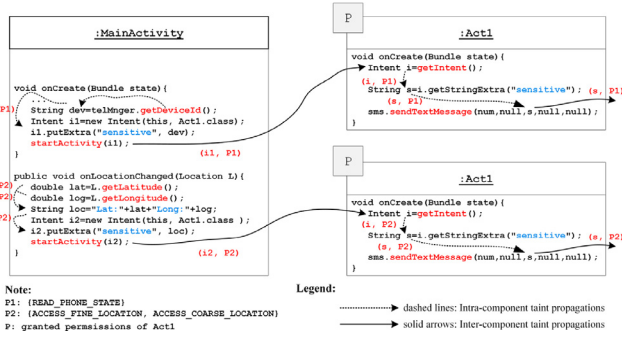 :MainActivity
void onCreate(Bundle state){
...
P1)
String dev=telMnger.getDeviceId();
Intent i1=new Intent(this, Act1.class);
i1.putExtra("sensitive", dev);
startActivity(i1);
}
(i1, P1)
public void onLocationChanged(Location L){
P2)
double lat=L.getLatitude();
P2)
double log=L.getLongitude();
String loc="Lat:"+lat+"Long:"+log;
P2)
Intent i2=new Intent(this, Act1.class );
i2.putExtra("sensitive", loc);
startActivity(i2);
}
(i2, P2)
P
:Act1
void onCreate(Bundle state){
Intent i=getIntent();
(i, P1)
String s=i.getStringExtra("sensitive");
(s, P1)
(s, P1)
sms.sendTextMessage(num,null,s,null,null);
}
P
:Act1
void onCreate(Bundle state){
Intent i=getIntent();
(i, P2)
String s=i.getStringExtra("sensitive");
(s, P2)
(s, P2)
sms.sendTextMessage(num,null,s,null,null);
}
Note:
P1: {READ_PHONE_STATE}
P2: {ACCESS_FINE_LOCATION, ACCESS_COARSE_LOCATION}
P: granted permsissions of Act1
Legend:
dashed lines: Intra-component taint propagations
solid arrows: Inter-component taint propagations